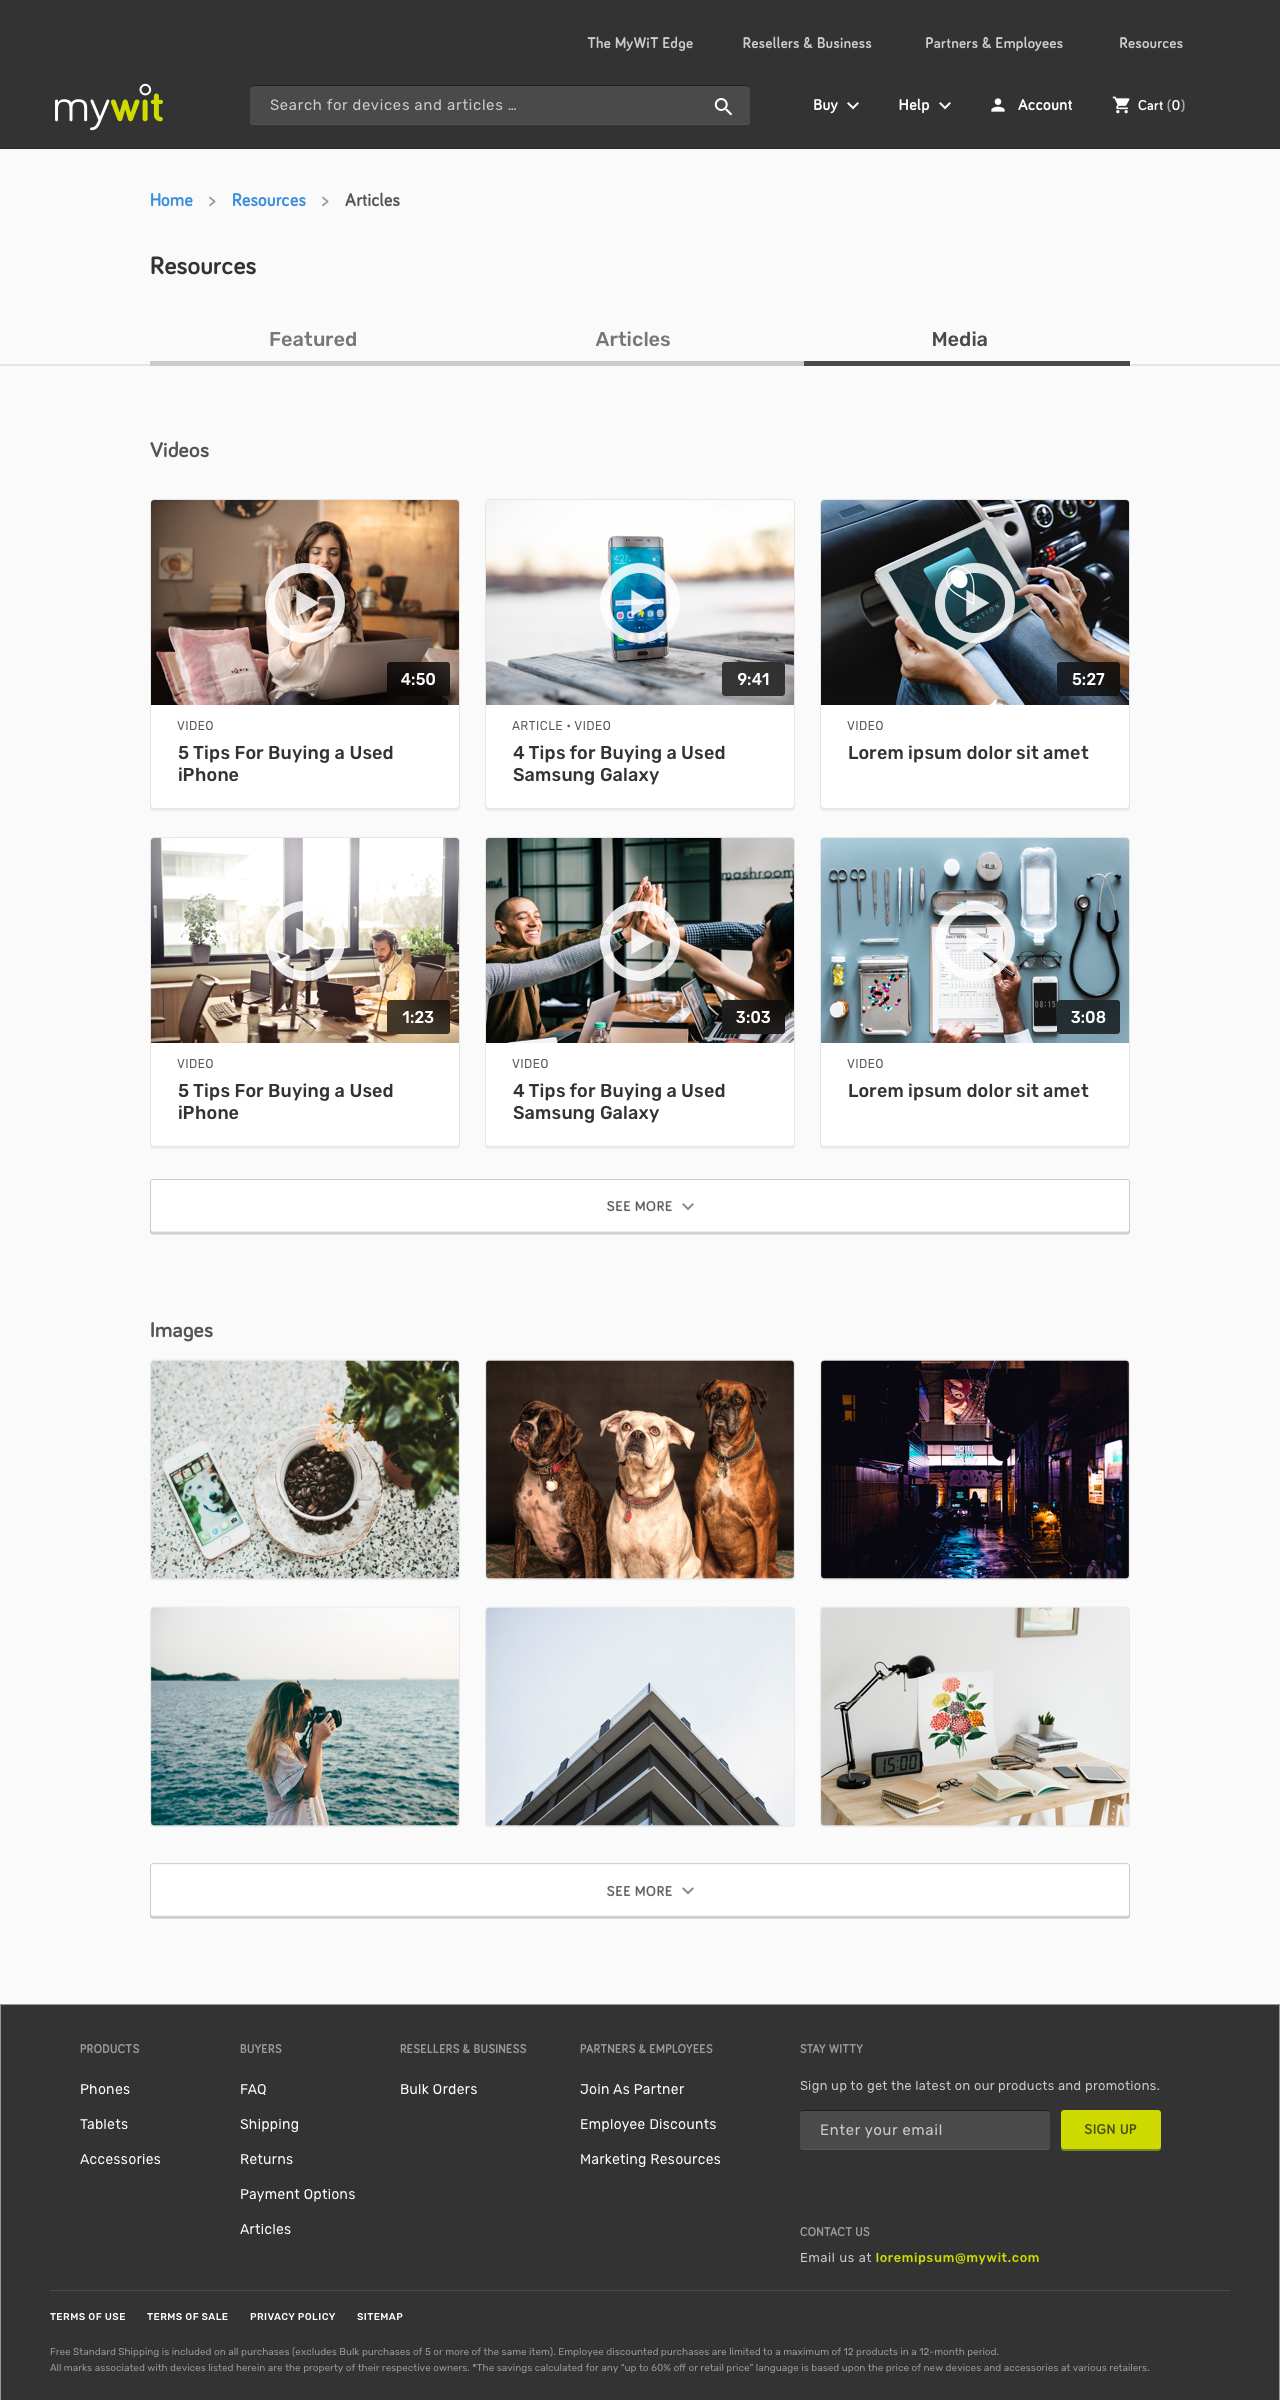 The MyWiT Edge
Resellers & Business
Partners & Employees
Resources
mywit
Search for devices and articles ...
Buy
Help
Account
Cart (0)
Home > Resources > Articles
Resources
Featured
Articles
Media
Videos
4:50
9:41
5:27
VIDEO
5 Tips For Buying a Used
iPhone
ARTICLE • VIDEO
4 Tips for Buying a Used
Samsung Galaxy
VIDEO
Lorem ipsum dolor sit amet
mashroom
08:15
1:23
3:03
3:08
VIDEO
5 Tips For Buying a Used
iPhone
VIDEO
4 Tips for Buying a Used
Samsung Galaxy
VIDEO
Lorem ipsum dolor sit amet
SEE MORE
Images
HOTEL
15:00
SEE MORE
PRODUCTS
Phones
Tablets
Accessories
BUYERS
FAQ
Shipping
Returns
Payment Options
Articles
RESELLERS & BUSINESS
Bulk Orders
PARTNERS & EMPLOYEES
Join As Partner
Employee Discounts
Marketing Resources
STAY WITTY
Sign up to get the latest on our products and promotions.
Enter your email
SIGN UP
CONTACT US
Email us at loremipsum@mywit.com
TERMS OF USE
TERMS OF SALE
PRIVACY POLICY
SITEMAP
Free Standard Shipping is included on all purchases (excludes Bulk purchases of 5 or more of the same item). Employee discounted purchases are limited to a maximum of 12 products in a 12-month period.
All marks associated with devices listed herein are the property of their respective owners. *The savings calculated for any "up to 60% off or retail price" language is based upon the price of new devices and accessories at various retailers.